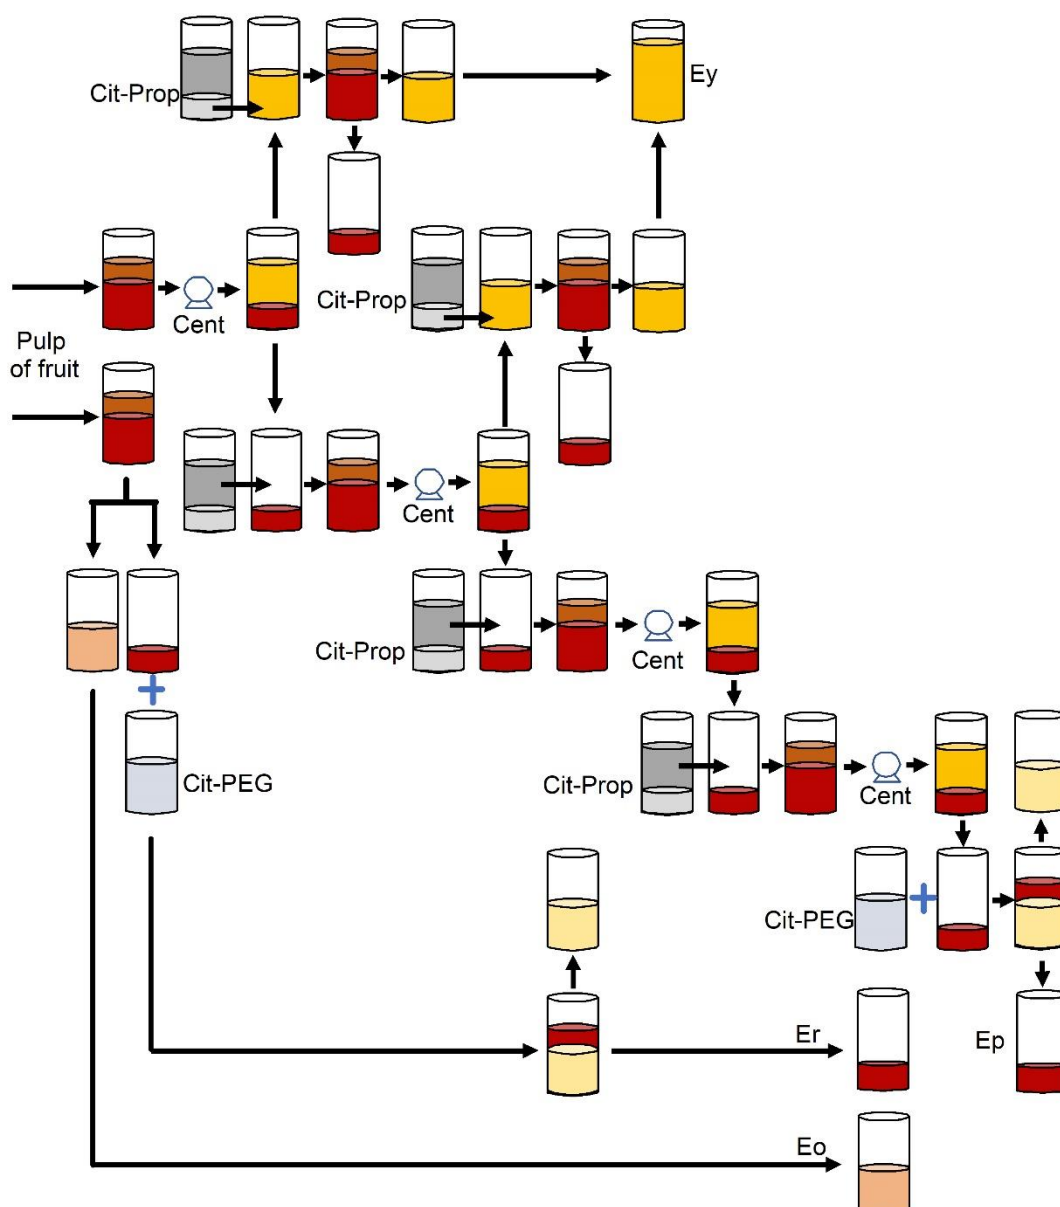 Cit-Prop
Ey
Cent
Cit-Prop
Pulp
of fruit
Cent
Cit-Prop
Cent
Cit-PEG
Cit-Prop
Cent
Cit-PEG
Er
Ep
Eo